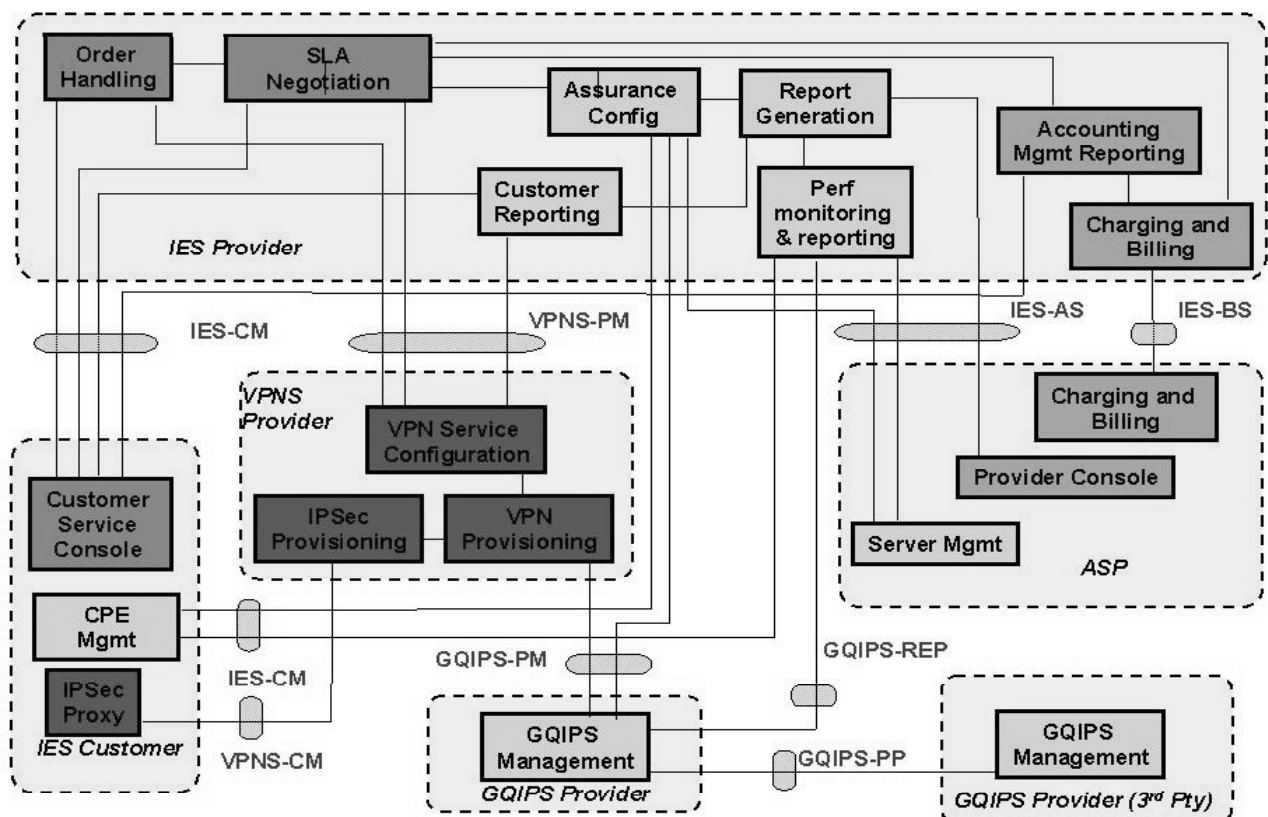 Order
Handling
SLA
Negotiation
Assurance
Config
Report
Generation
Accounting
Mgmt Reporting
Customer
Reporting
Perf
monitoring
& reporting
Charging and
Billing
IES Provider
IES-CM
VPNS-PM
IES-AS
IES-BS
VPNS
Provider
VPN Service
Configuration
IPSec
Provisioning
VPN
Provisioning
Charging and
Billing
Provider Console
Server Mgmt
ASP
Customer
Service
Console
CPE
Mgmt
IPSec
Proxy
IES Customer
IES-CM
VPNS-CM
GQIPS-PM
GQIPS-REP
GQIPS
Management
GQIPS Provider
GQIPS-PP
GQIPS
Management
GQIPS Provider (3rd Pty)